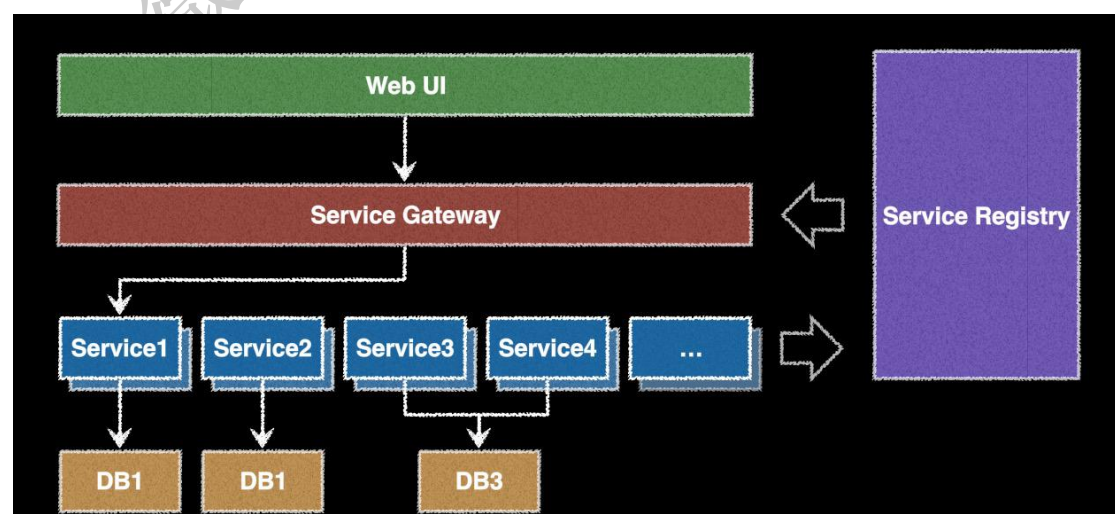 Web UI
Service Gateway
Service Registry
Service1
Service2
Service3
Service4
...
DB1
DB1
DB3